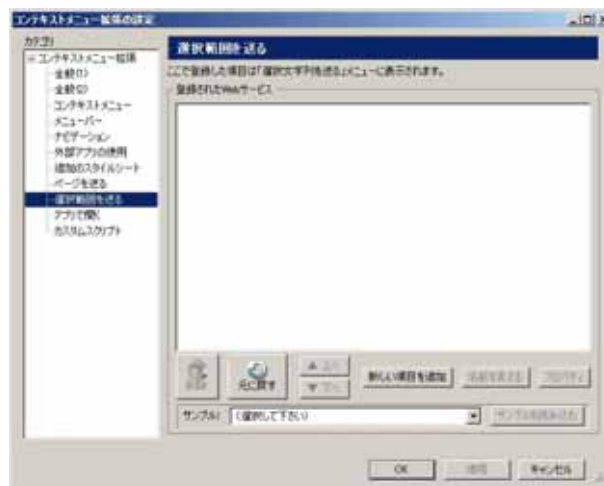 コンテキストメニュー拡張の設定
カテゴリ
コンテキストメニュー拡張
全般(1)
全般(2)
コンテキストメニュー
メニューバー
ナビゲーション
外部アプリの使用
追加のスタイルシート
ページを送る
選択範囲を送る
アプリで開く
カスタムスクリプト
選択範囲を送る
ここで登録した項目は「選択文字列を送る」メニューに表示されます。
登録されたWebサービス
元に戻す
▲ 上へ
▼ 下へ
新しい項目を追加
名前を変える
プロパティ
サンプル: (選択して下さい)
OK
適用
キャンセル